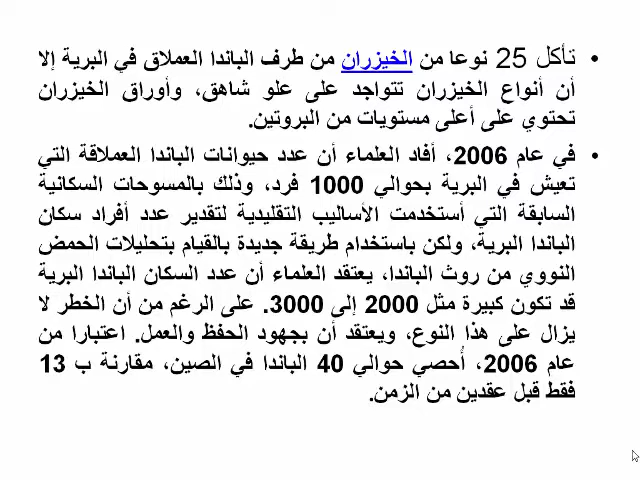 • تأكل 25 نوعا من الخيزران من طرف الباندا العملاق في البرية إلا
أن أنواع الخيزران تتواجد على علو شاهق، وأوراق الخيزران
تحتوي على أعلى مستويات من البروتين.
• في عام 2006، أفاد العلماء أن عدد حيوانات الباندا العملاقة التي
تعيش في البرية بحوالي 1000 فرد، وذلك بالمسوحات السكانية
السابقة التي أستخدمت الأساليب التقليدية لتقدير عدد أفراد سكان
الباندا البرية، ولكن باستخدام طريقة جديدة بالقيام بتحليلات الحمض
النووي من روث الباندا، يعتقد العلماء أن عدد السكان الباندا البرية
قد تكون كبيرة مثل 2000 إلى 3000. على الرغم من أن الخطر لا
يزال على هذا النوع، ويعتقد أن بجهود الحفظ والعمل. اعتبارا من
عام 2006، أُحصي حوالي 40 الباندا في الصين، مقارنة ب 13
فقط قبل عقدين من الزمن.